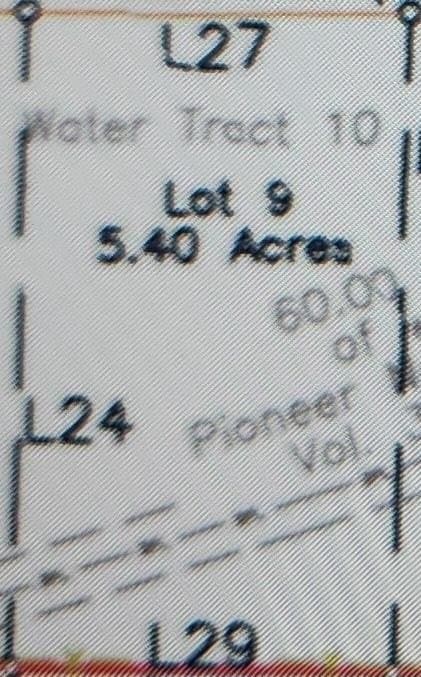 L27
Water Tract 10
Lot 9
5.40 Acres
60.00
of
L24
Pioneer
Vol.
L29